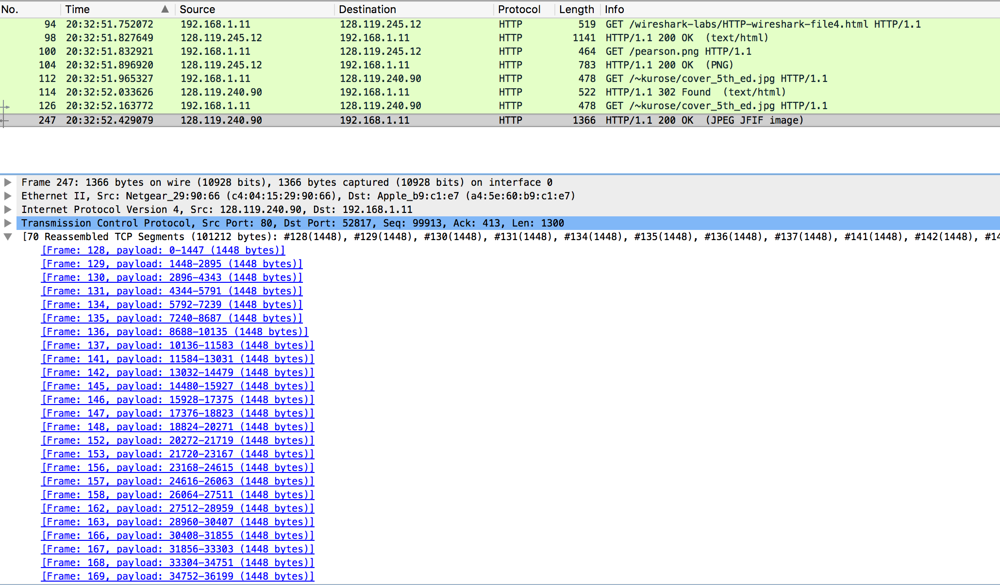 No. Time Source Destination Protocol Length Info
94 20:32:51.752072 192.168.1.11 128.119.245.12 HTTP 519 GET /wireshark-labs/HTTP-wireshark-file4.html HTTP/1.1
98 20:32:51.827649 128.119.245.12 192.168.1.11 HTTP 1141 HTTP/1.1 200 OK (text/html)
100 20:32:51.832921 192.168.1.11 128.119.245.12 HTTP 464 GET /pearson.png HTTP/1.1
104 20:32:51.896920 128.119.245.12 192.168.1.11 HTTP 783 HTTP/1.1 200 OK (PNG)
112 20:32:51.965327 192.168.1.11 128.119.240.90 HTTP 478 GET /~kurose/cover_5th_ed.jpg HTTP/1.1
114 20:32:52.033626 128.119.240.90 192.168.1.11 HTTP 522 HTTP/1.1 302 Found (text/html)
126 20:32:52.163772 192.168.1.11 128.119.240.90 HTTP 478 GET /~kurose/cover_5th_ed.jpg HTTP/1.1
247 20:32:52.429079 128.119.240.90 192.168.1.11 HTTP 1366 HTTP/1.1 200 OK (JPEG JFIF image)
Frame 247: 1366 bytes on wire (10928 bits), 1366 bytes captured (10928 bits) on interface 0
Ethernet II, Src: Netgear_29:90:66 (c4:04:15:29:90:66), Dst: Apple_b9:c1:e7 (a4:5e:60:b9:c1:e7)
Internet Protocol Version 4, Src: 128.119.240.90, Dst: 192.168.1.11
Transmission Control Protocol, Src Port: 80, Dst Port: 52817, Seq: 99913, Ack: 413, Len: 1300
[70 Reassembled TCP Segments (101212 bytes): #128(1448), #129(1448), #130(1448), #131(1448), #134(1448), #135(1448), #136(1448), #137(1448), #141(1448), #142(1448), #14
[Frame: 128, payload: 0-1447 (1448 bytes)]
[Frame: 129, payload: 1448-2895 (1448 bytes)]
[Frame: 130, payload: 2896-4343 (1448 bytes)]
[Frame: 131, payload: 4344-5791 (1448 bytes)]
[Frame: 134, payload: 5792-7239 (1448 bytes)]
[Frame: 135, payload: 7240-8687 (1448 bytes)]
[Frame: 136, payload: 8688-10135 (1448 bytes)]
[Frame: 137, payload: 10136-11583 (1448 bytes)]
[Frame: 141, payload: 11584-13031 (1448 bytes)]
[Frame: 142, payload: 13032-14479 (1448 bytes)]
[Frame: 145, payload: 14480-15927 (1448 bytes)]
[Frame: 146, payload: 15928-17375 (1448 bytes)]
[Frame: 147, payload: 17376-18823 (1448 bytes)]
[Frame: 148, payload: 18824-20271 (1448 bytes)]
[Frame: 152, payload: 20272-21719 (1448 bytes)]
[Frame: 153, payload: 21720-23167 (1448 bytes)]
[Frame: 156, payload: 23168-24615 (1448 bytes)]
[Frame: 157, payload: 24616-26063 (1448 bytes)]
[Frame: 158, payload: 26064-27511 (1448 bytes)]
[Frame: 162, payload: 27512-28959 (1448 bytes)]
[Frame: 163, payload: 28960-30407 (1448 bytes)]
[Frame: 166, payload: 30408-31855 (1448 bytes)]
[Frame: 167, payload: 31856-33303 (1448 bytes)]
[Frame: 168, payload: 33304-34751 (1448 bytes)]
[Frame: 169, payload: 34752-36199 (1448 bytes)]